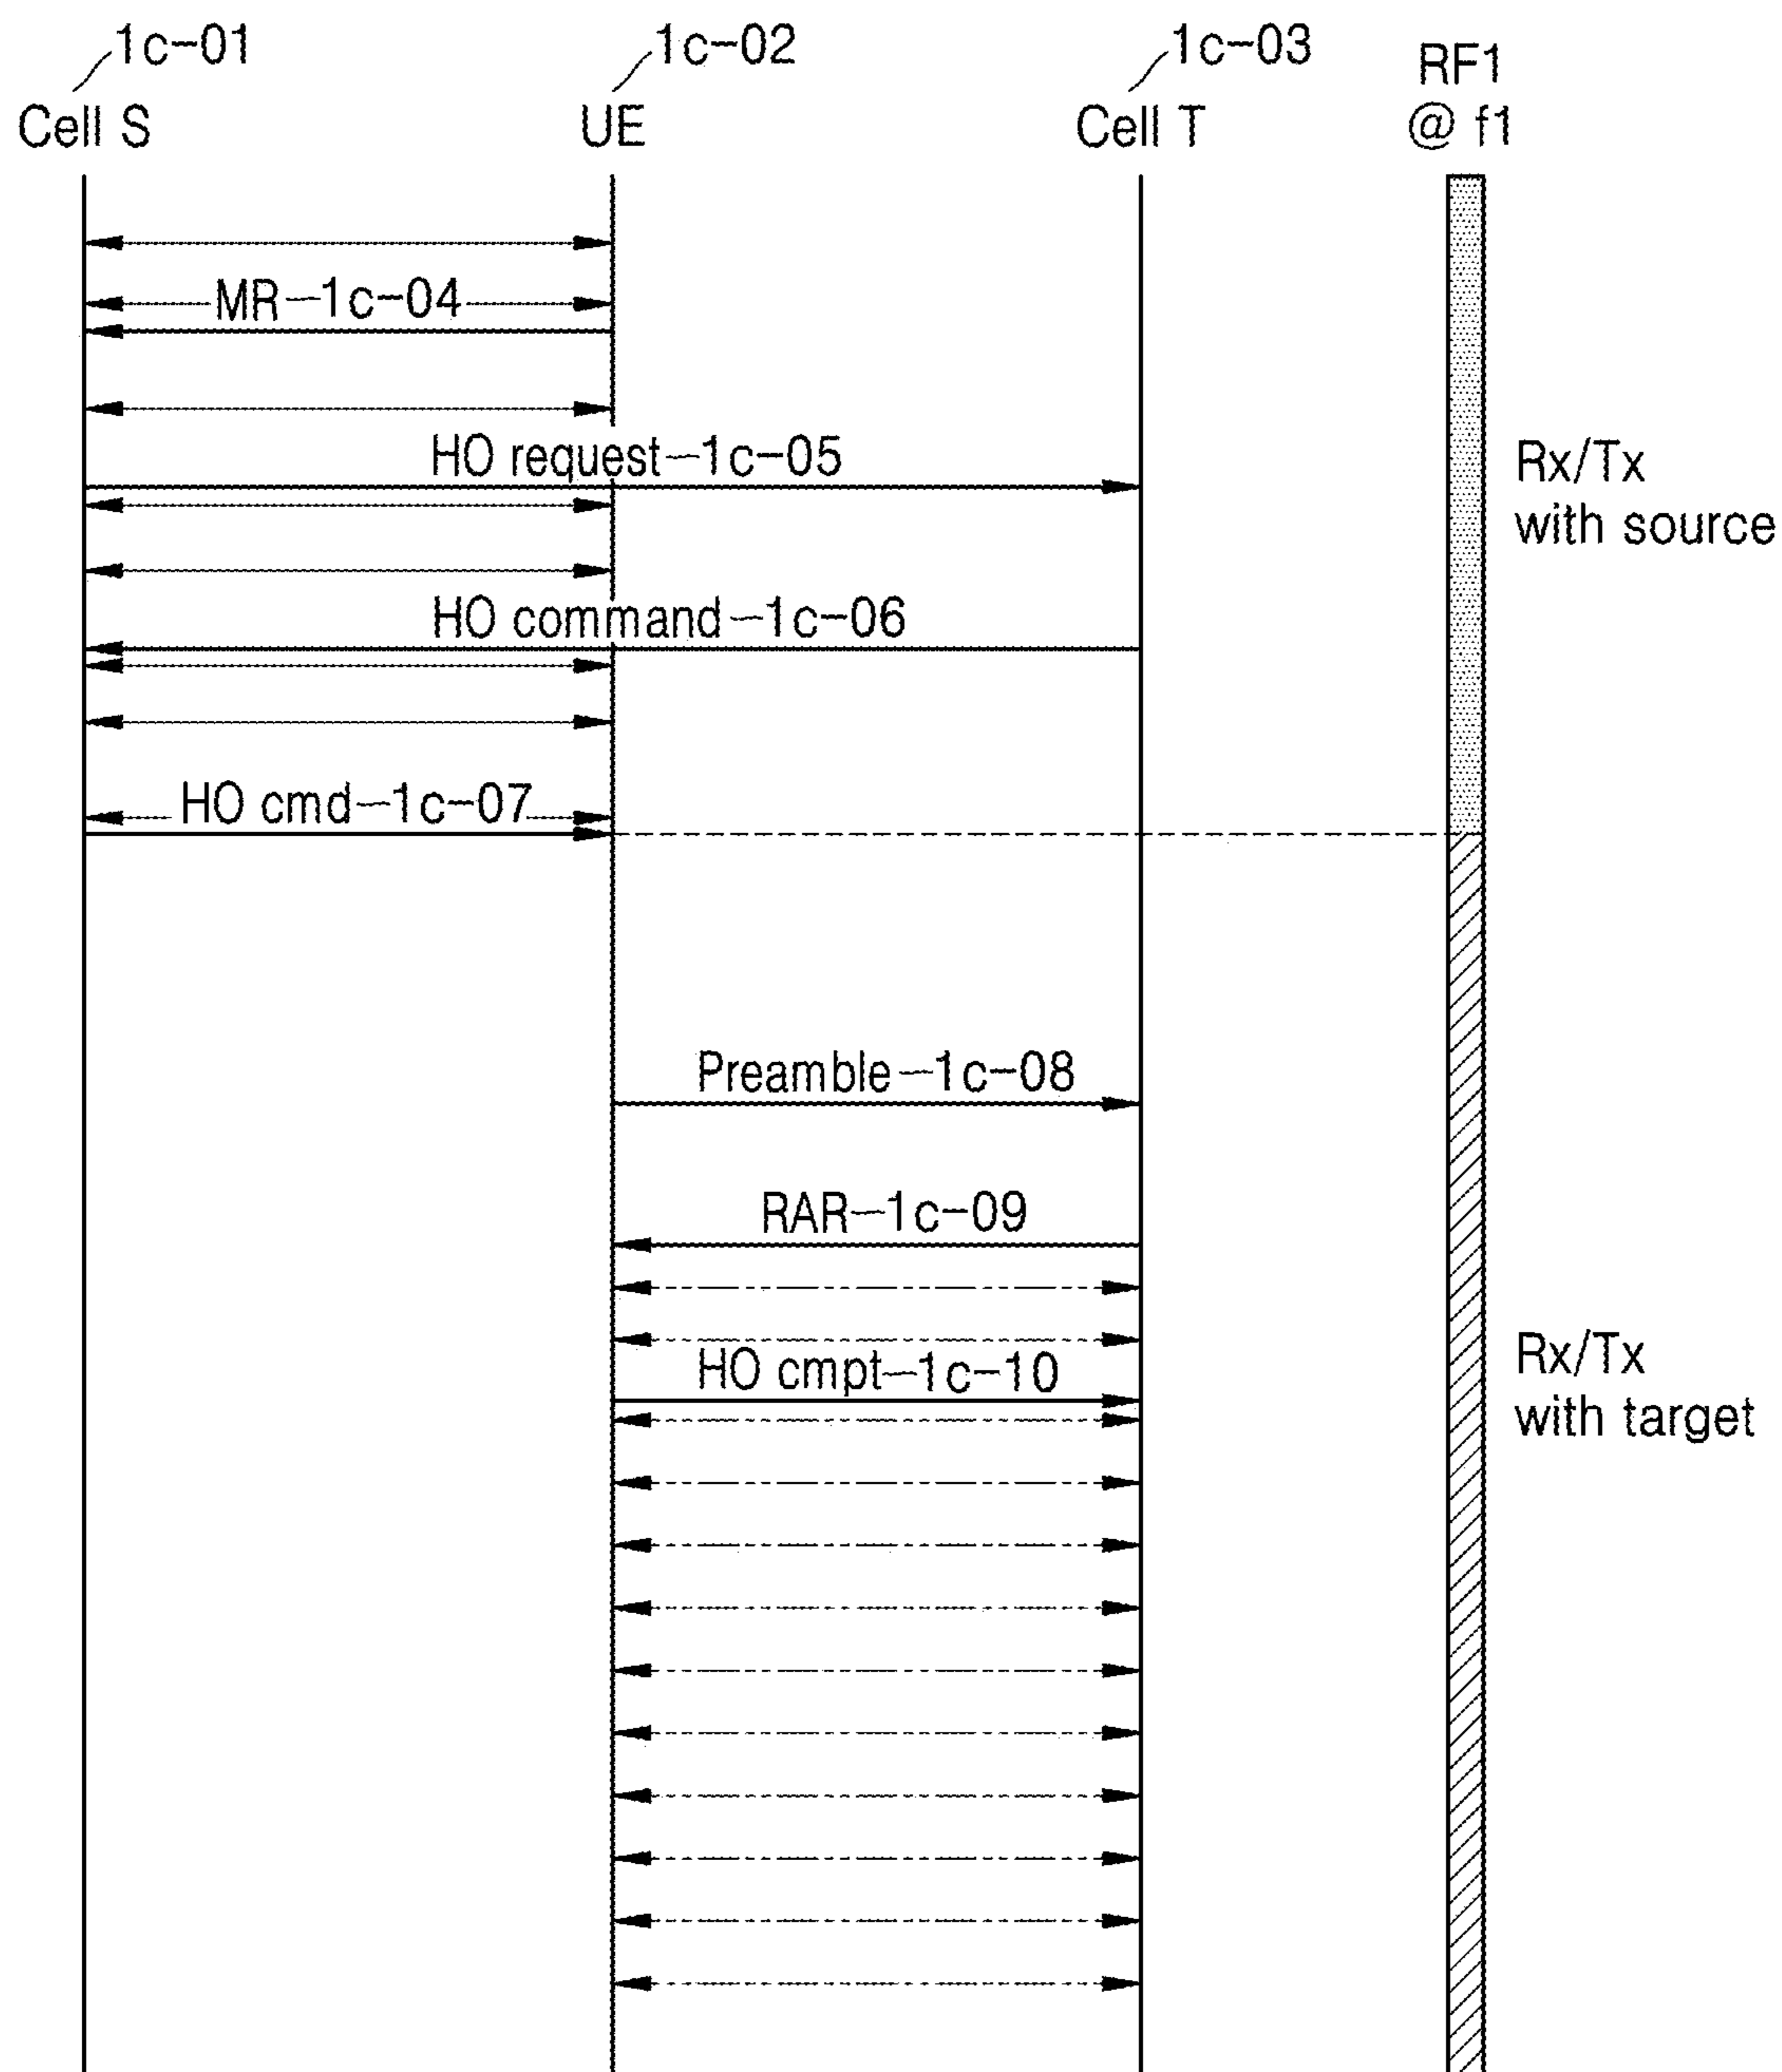 1c-01
1c-02
1c-03
Cell S
UE
Cell T
RF1
@ f1
MR-1c-04
HO request-1c-05
Rx/Tx
with source
HO command-1c-06
HO cmd-1c-07
Preamble-1c-08
RAR-1c-09
Rx/Tx
with target
HO cmpt-1c-10